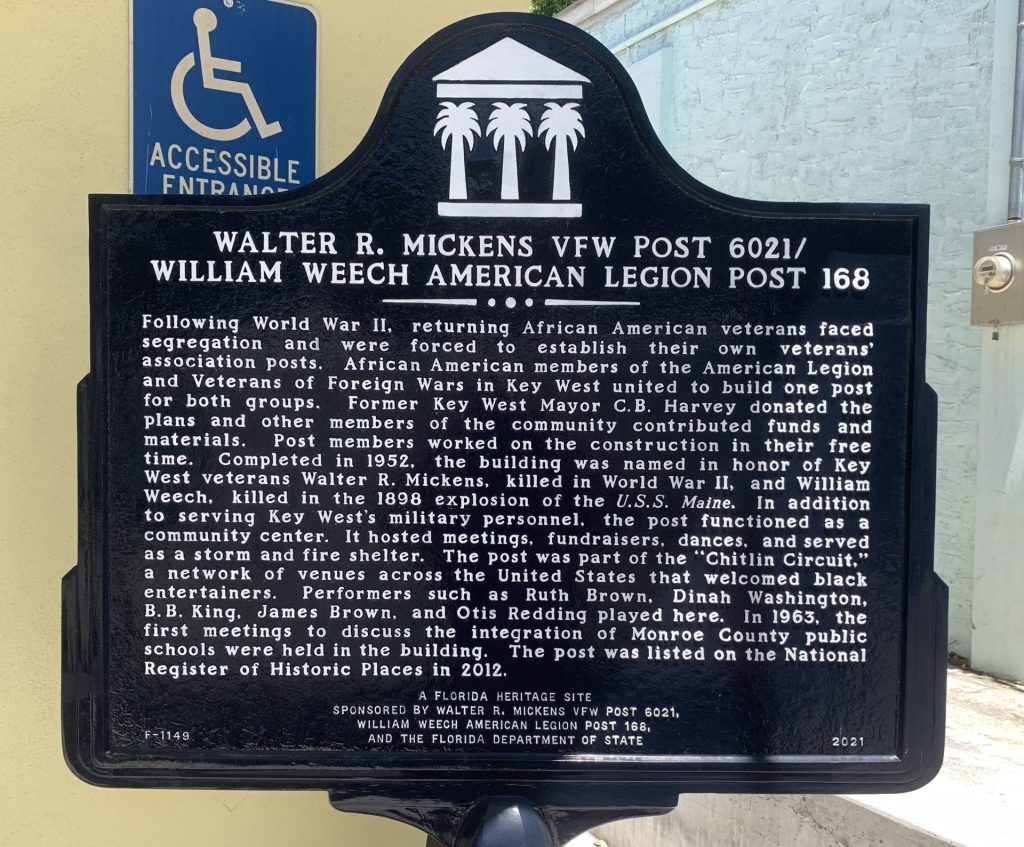 ACCESSIBLE
ENTRANCE
WALTER R. MICKENS VFW POST 6021/
WILLIAM WEECH AMERICAN LEGION POST 168
Following World War II, returning African American veterans faced
segregation and were forced to establish their own veterans'
association posts. African American members of the American Legion
and Veterans of Foreign Wars in Key West united to build one post
for both groups. Former Key West Mayor C.B. Harvey donated the
plans and other members of the community contributed funds and
materials. Post members worked on the construction in their free
time. Completed in 1952, the building was named in honor of Key
West veterans Walter R. Mickens, killed in World War II, and William
Weech, killed in the 1898 explosion of the U.S.S. Maine. In addition
to serving Key West's military personnel, the post functioned as a
community center. It hosted meetings, fundraisers, dances, and served
as a storm and fire shelter. The post was part of the "Chitlin Circuit,"
a network of venues across the United States that welcomed black
entertainers. Performers such as Ruth Brown, Dinah Washington,
B.B. King, James Brown, and Otis Redding played here. In 1963, the
first meetings to discuss the integration of Monroe County public
schools were held in the building. The post was listed on the National
Register of Historic Places in 2012.
A FLORIDA HERITAGE SITE
SPONSORED BY WALTER R. MICKENS VFW POST 6021,
WILLIAM WEECH AMERICAN LEGION POST 168,
AND THE FLORIDA DEPARTMENT OF STATE
F-1149
2021